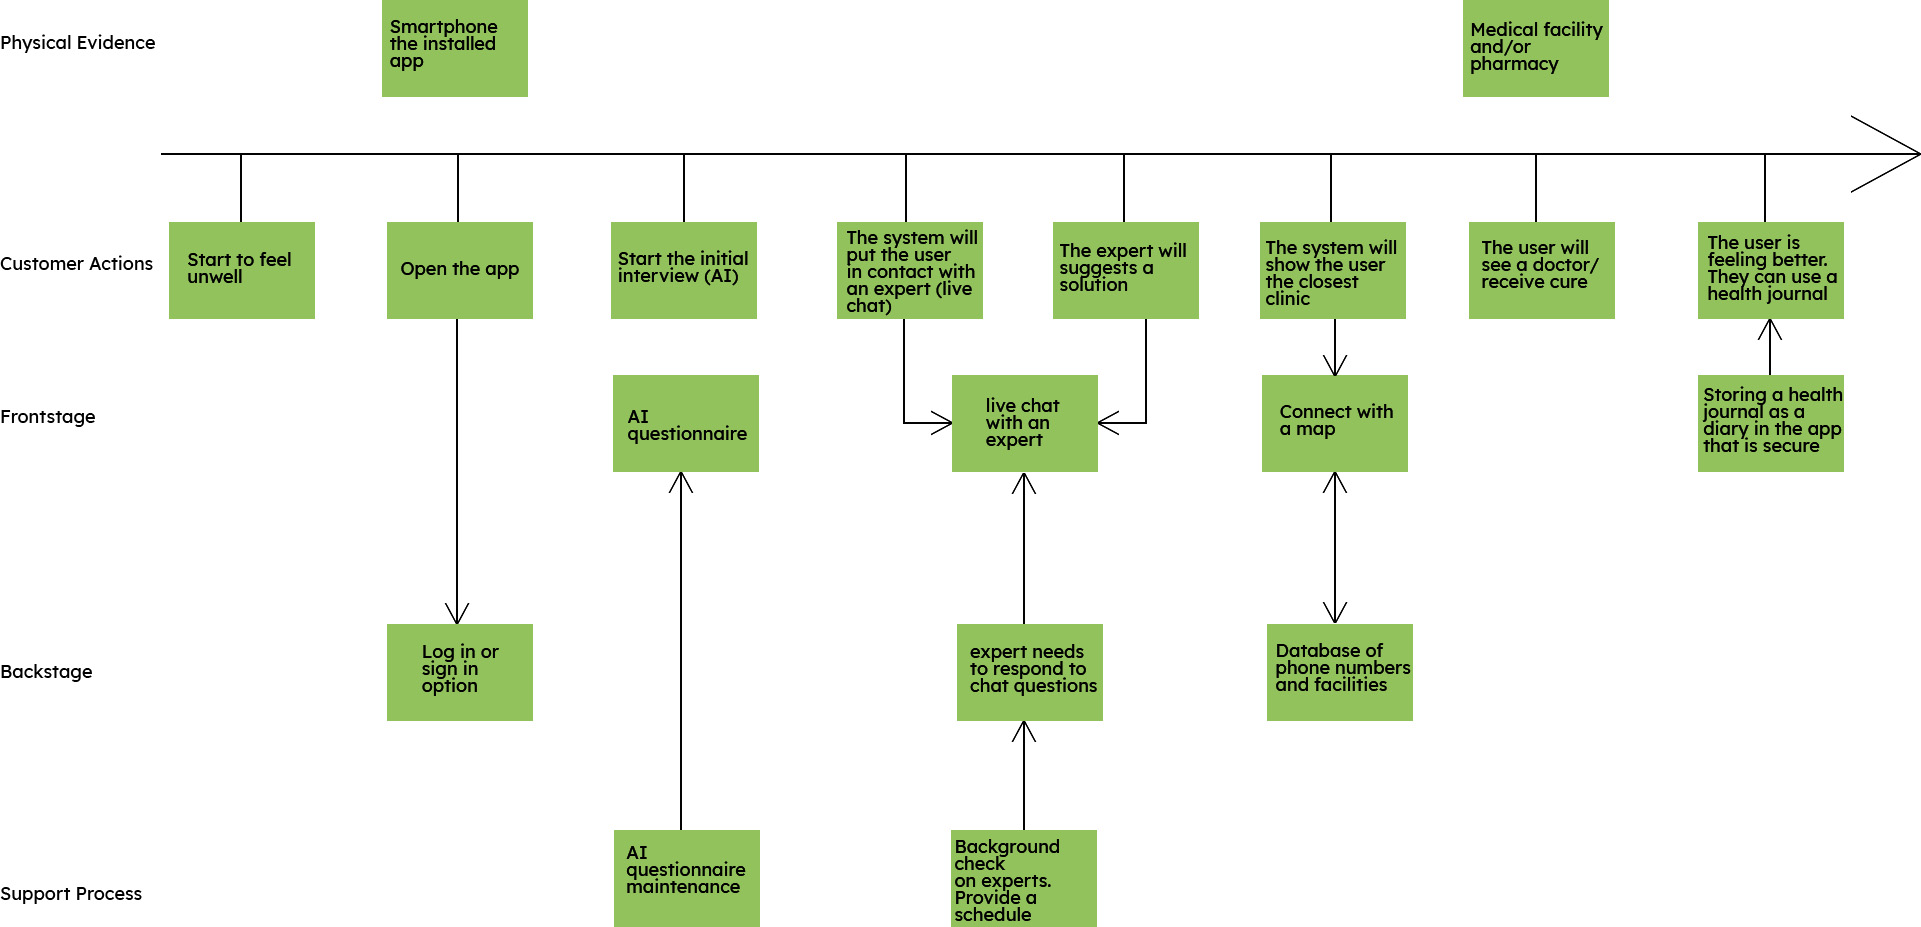 Physical Evidence
Smartphone
the installed
app
Medical facility
and/or
pharmacy
Customer Actions
Start to feel
unwell
Open the app
Start the initial
interview (AI)
The system will
put the user
in contact with
an expert (live
chat)
The expert will
suggests a
solution
The system will
show the user
the closest
clinic
The user will
see a doctor/
receive cure
The user is
feeling better.
They can use a
health journal
Frontstage
AI
questionnaire
live chat
with an
expert
Connect with
a map
Storing a health
journal as a
diary in the app
that is secure
Backstage
Log in or
sign in
option
expert needs
to respond to
chat questions
Database of
phone numbers
and facilities
Support Process
AI
questionnaire
maintenance
Background
check
on experts.
Provide a
schedule